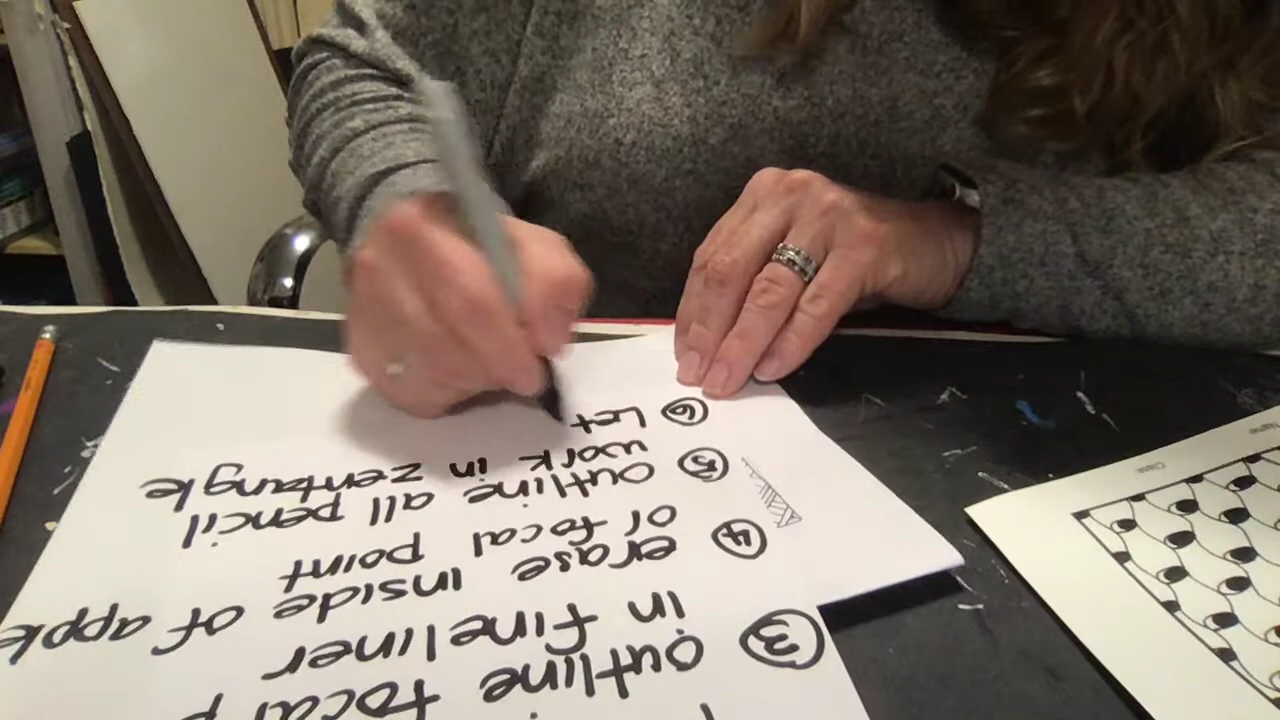 outline focal p
③
in fineliner
④ erase inside of apple
or focal point
⑤ outline all pencil
work in zentangle
⑥ Let